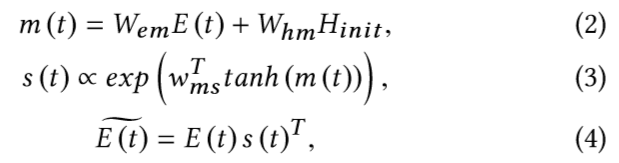 m(t) = W_{em}E(t) + W_{hm}H_{init}, (2)
s(t) ∝ exp(w_{ms}^T tanh(m(t))), (3)
\widetilde{E(t)} = E(t)s(t)^T, (4)